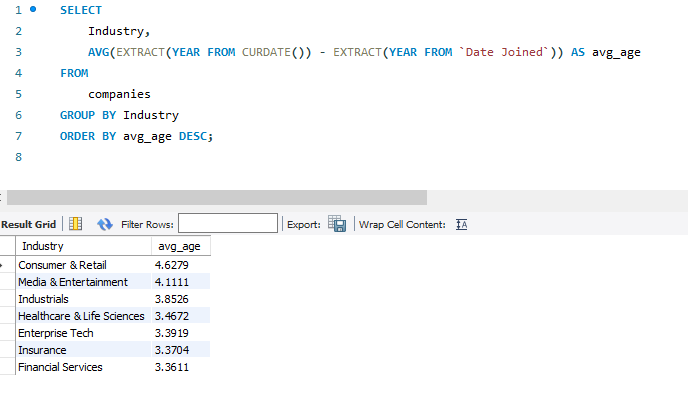 1 SELECT
2 Industry,
3 AVG(EXTRACT(YEAR FROM CURDATE()) - EXTRACT(YEAR FROM `Date Joined`)) AS avg_age
4 FROM
5 companies
6 GROUP BY Industry
7 ORDER BY avg_age DESC;
8
Result Grid Filter Rows: Export: Wrap Cell Content:
Industry avg_age
Consumer & Retail 4.6279
Media & Entertainment 4.1111
Industrials 3.8526
Healthcare & Life Sciences 3.4672
Enterprise Tech 3.3919
Insurance 3.3704
Financial Services 3.3611